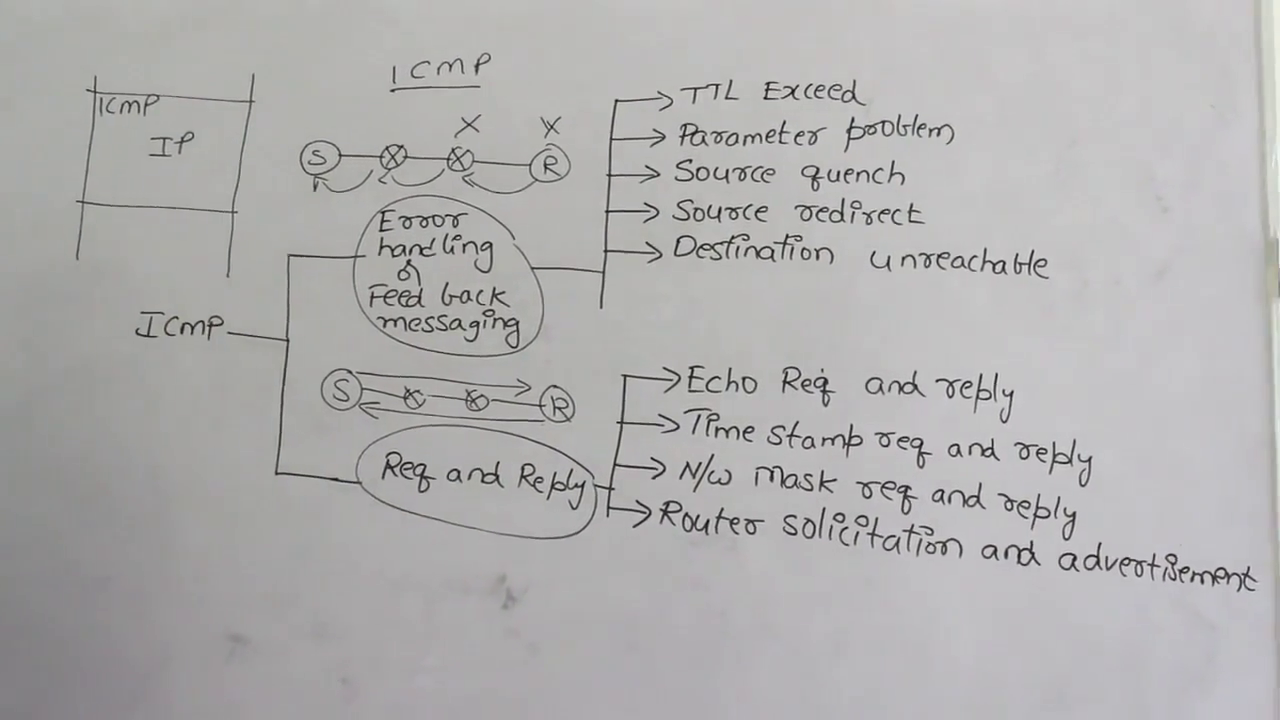 ICMP
ICMP
IP
X X
S X X R
TTL Exceed
Parameter problem
Source quench
Source redirect
Destination unreachable
Error
handling
or
Feed back
messaging
ICMP
S X X R
Req and Reply
Echo Req and reply
Time stamp req and reply
N/w mask req and reply
Router solicitation and advertisement